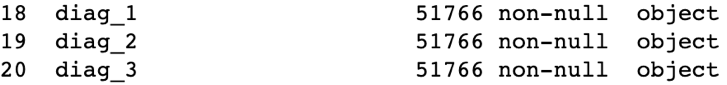 18 diag_1 51766 non-null object
19 diag_2 51766 non-null object
20 diag_3 51766 non-null object